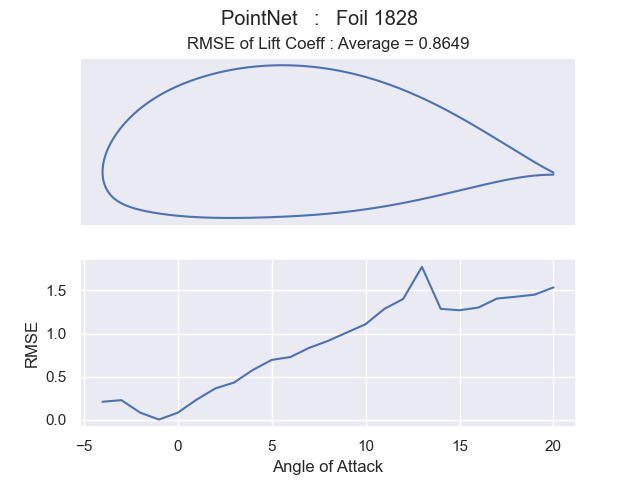 PointNet : Foil 1828
RMSE of Lift Coeff : Average = 0.8649
1.5
1.0
0.5
0.0
RMSE
−5 0 5 10 15 20
Angle of Attack